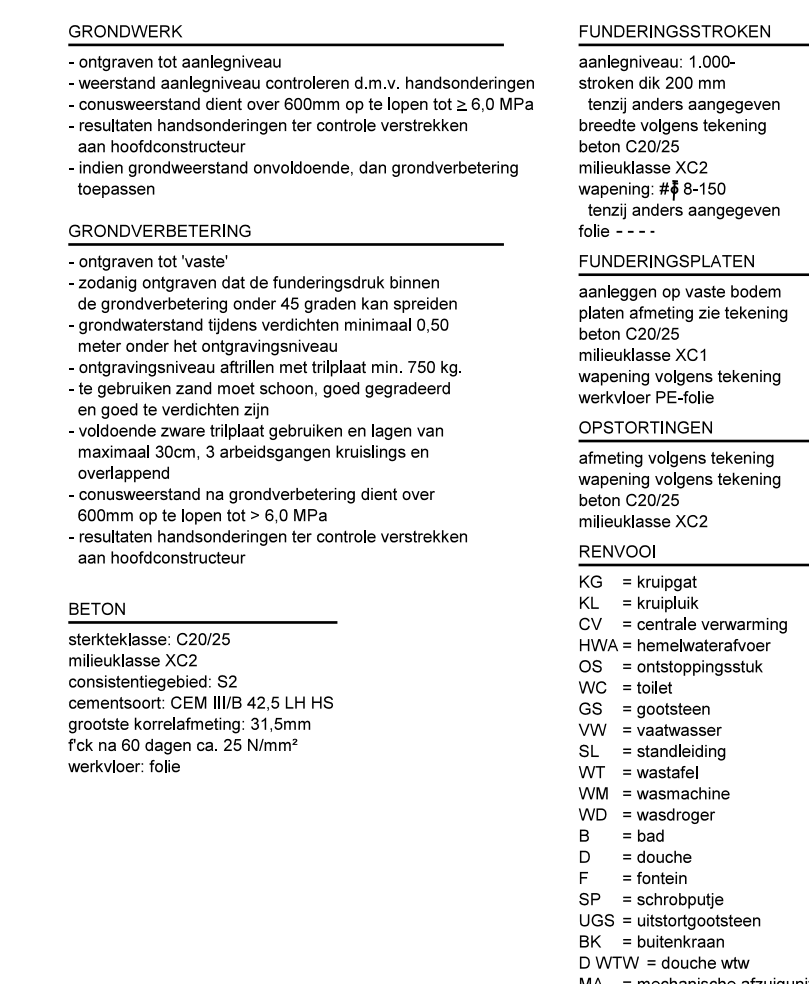 GRONDWERK
- ontgraven tot aanlegniveau
- weerstand aanlegniveau controleren d.m.v. handsonderingen
- conusweerstand dient over 600mm op te lopen tot ≥ 6,0 MPa
- resultaten handsonderingen ter controle verstrekken
aan hoofdconstructeur
- indien grondweerstand onvoldoende, dan grondverbetering
toepassen
GRONDVERBETERING
- ontgraven tot 'vaste'
- zodanig ontgraven dat de funderingsdruk binnen
de grondverbetering onder 45 graden kan spreiden
- grondwaterstand tijdens verdichten minimaal 0,50
meter onder het ontgravingsniveau
- ontgravingsniveau aftrillen met trilplaat min. 750 kg.
- te gebruiken zand moet schoon, goed gegradeerd
en goed te verdichten zijn
- voldoende zware trilplaat gebruiken en lagen van
maximaal 30cm, 3 arbeidsgangen kruislings en
overlappend
- conusweerstand na grondverbetering dient over
600mm op te lopen tot > 6,0 MPa
- resultaten handsonderingen ter controle verstrekken
aan hoofdconstructeur
BETON
sterkteklasse: C20/25
milieuklasse XC2
consistentiegebied: S2
cementsoort: CEM III/B 42,5 LH HS
grootste korrelafmeting: 31,5mm
f'ck na 60 dagen ca. 25 N/mm²
werkvloer: folie
FUNDERINGSSTROKEN
aanlegniveau: 1.000-
stroken dik 200 mm
tenzij anders aangegeven
breedte volgens tekening
beton C20/25
milieuklasse XC2
wapening: #ϕ 8-150
tenzij anders aangegeven
folie - - - -
FUNDERINGSPLATEN
aanleggen op vaste bodem
platen afmeting zie tekening
beton C20/25
milieuklasse XC1
wapening volgens tekening
werkvloer PE-folie
OPSTORTINGEN
afmeting volgens tekening
wapening volgens tekening
beton C20/25
milieuklasse XC2
RENVOOI
KG = kruipgat
KL = kruipluik
CV = centrale verwarming
HWA = hemelwaterafvoer
OS = ontstoppingsstuk
WC = toilet
GS = gootsteen
VW = vaatwasser
SL = standleiding
WT = wastafel
WM = wasmachine
WD = wasdroger
B = bad
D = douche
F = fontein
SP = schrobputje
UGS = uitstortgootsteen
BK = buitenkraan
D WTW = douche wtw
MA = mechanische